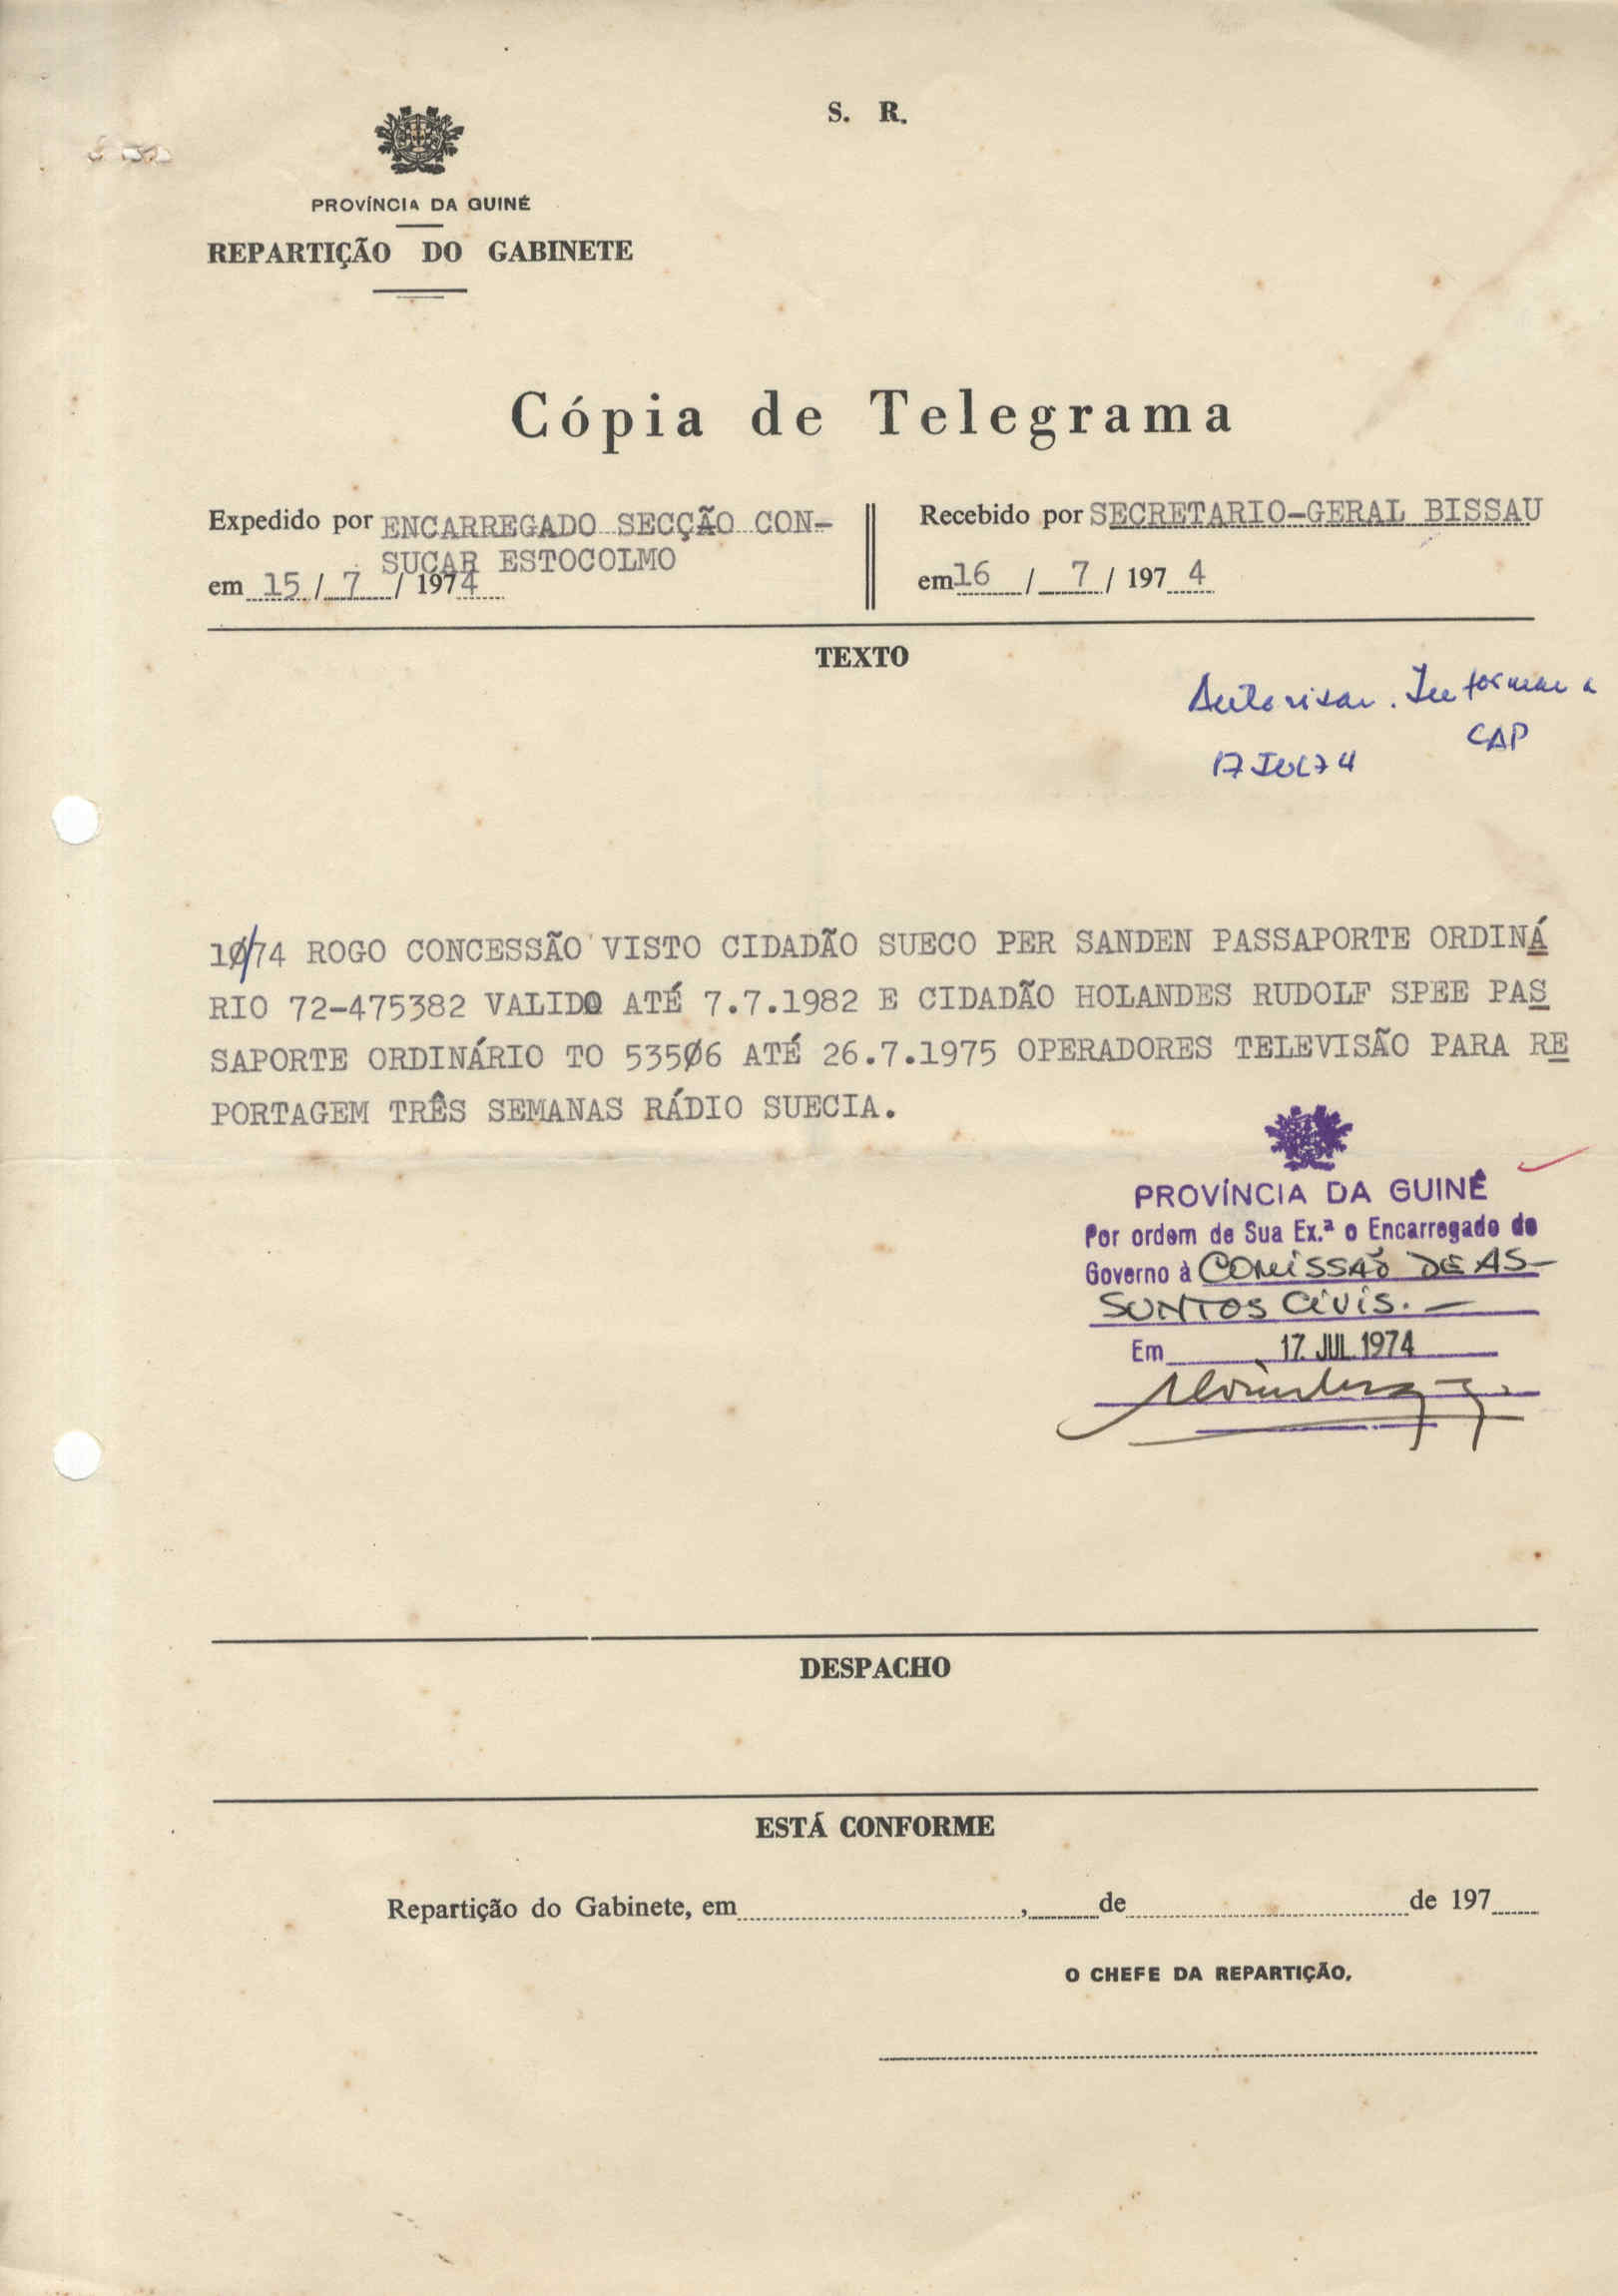 S. R.
PROVÍNCIA DA GUINÉ
REPARTIÇÃO DO GABINETE
Cópia de Telegrama
Expedido por ENCARREGADO SECÇÃO CON-
SUCAR ESTOCOLMO
em 15 / 7 / 1974
Recebido por SECRETARIO-GERAL BISSAU
em 16 / 7 / 197 4
TEXTO
Autorizar. Informar a
CAP
17 JUL 74
1Ø/74 ROGO CONCESSÃO VISTO CIDADÃO SUECO PER SANDEN PASSAPORTE ORDINÁ
RIO 72-475382 VALIDO ATÉ 7.7.1982 E CIDADÃO HOLANDES RUDOLF SPEE PAS
SAPORTE ORDINÁRIO TO 535Ø6 ATÉ 26.7.1975 OPERADORES TELEVISÃO PARA RE
PORTAGEM TRÊS SEMANAS RÁDIO SUECIA.
PROVÍNCIA DA GUINÉ
Por ordem de Sua Ex.ª o Encarregado do
Governo à COMISSÃO DE AS-
SUNTOS CIVIS.—
Em 17. JUL 1974
DESPACHO
ESTÁ CONFORME
Repartição do Gabinete, em , de de 197
O CHEFE DA REPARTIÇÃO,